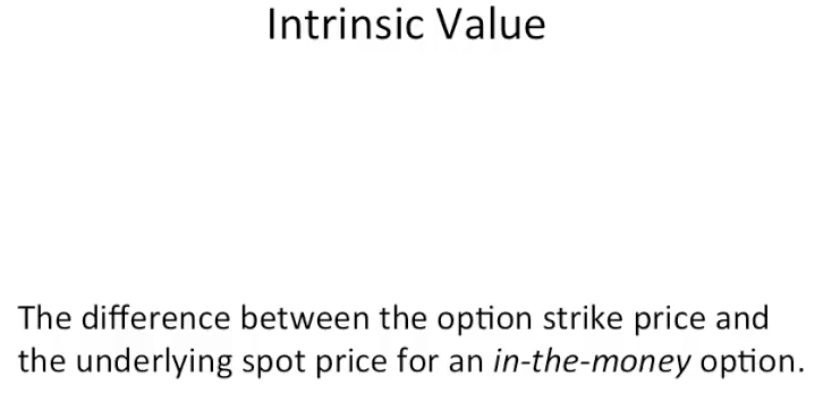 Intrinsic Value
The difference between the option strike price and
the underlying spot price for an in-the-money option.